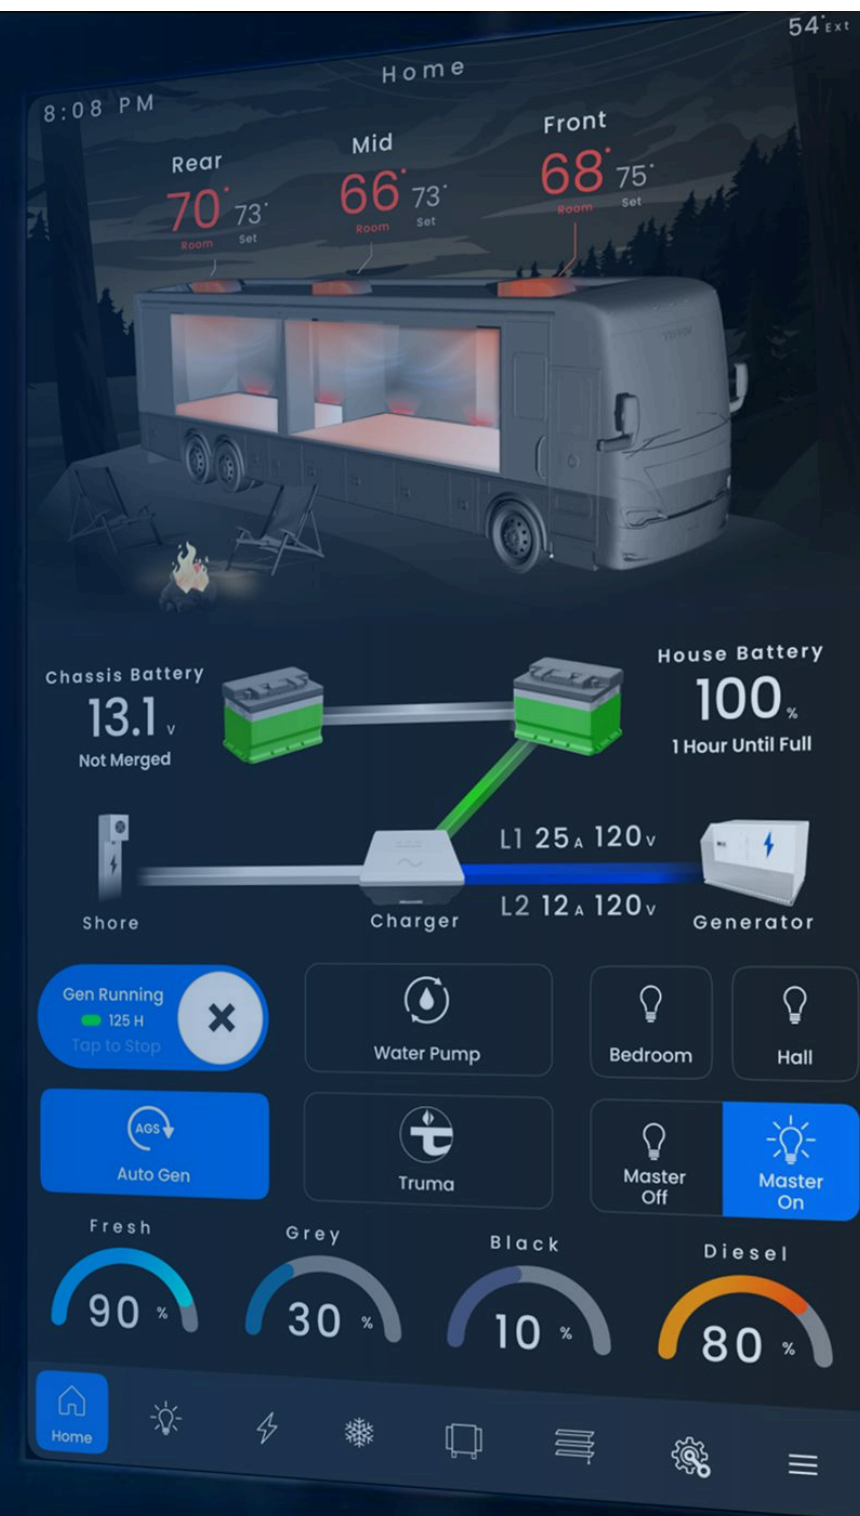 54° Ext
Home
8:08 PM
Rear
70° 73°
Room Set
Mid
66° 73°
Room Set
Front
68° 75°
Room Set
Chassis Battery
13.1 V
Not Merged
House Battery
100 %
1 Hour Until Full
L1 25 A 120 V
L2 12 A 120 V
Shore
Charger
Generator
Gen Running
125 H
Tap to Stop
Water Pump
Bedroom
Hall
AGS
Auto Gen
Truma
Master
Off
Master
On
Fresh
90 %
Grey
30 %
Black
10 %
Diesel
80 %
Home